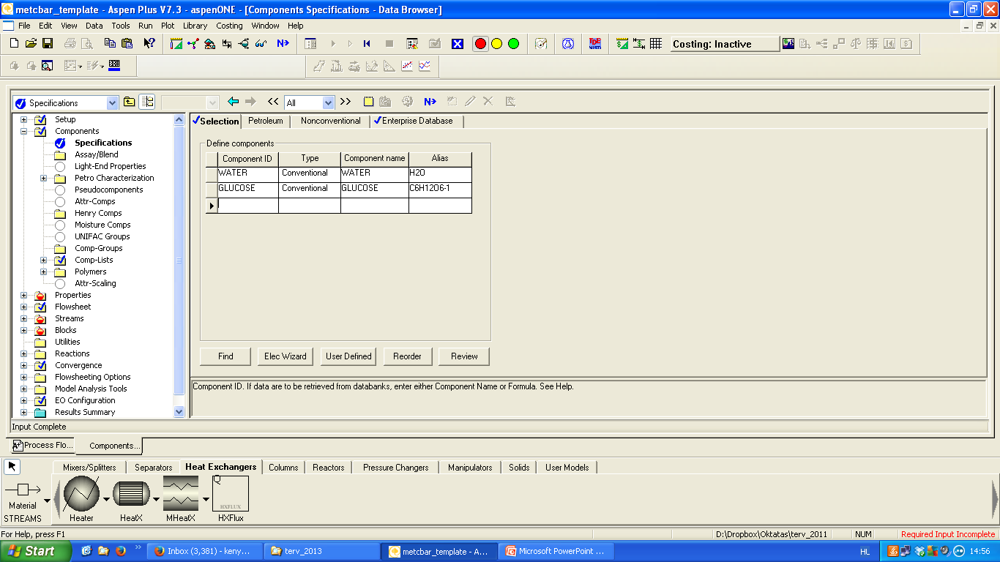 metcbar_template - Aspen Plus V7.3 - aspenONE - [Components Specifications - Data Browser]
File Edit View Data Tools Run Plot Library Costing Window Help
N>
Costing: Inactive
Specifications
<< All >>
N>
Setup
Components
Specifications
Assay/Blend
Light-End Properties
Petro Characterization
Pseudocomponents
Attr-Comps
Henry Comps
Moisture Comps
UNIFAC Groups
Comp-Groups
Comp-Lists
Polymers
Attr-Scaling
Properties
Flowsheet
Streams
Blocks
Utilities
Reactions
Convergence
Flowsheeting Options
Model Analysis Tools
EO Configuration
Results Summary
Selection Petroleum Nonconventional Enterprise Database
Define components
Component ID Type Component name Alias
WATER Conventional WATER H2O
GLUCOSE Conventional GLUCOSE C6H12O6-1
Find Elec Wizard User Defined Reorder Review
Component ID. If data are to be retrieved from databanks, enter either Component Name or Formula. See Help.
Input Complete
Process Flo... Components...
Mixers/Splitters Separators Heat Exchangers Columns Reactors Pressure Changers Manipulators Solids User Models
Q
HXFLUX
Material
STREAMS
Heater HeatX MHeatX HXFlux
For Help, press F1 D:\Dropbox\Oktatas\terv_2011 NUM Required Input Incomplete
Start Inbox (3,381) - keny... terv_2013 metcbar_template - A... Microsoft PowerPoint ... HL 14:56